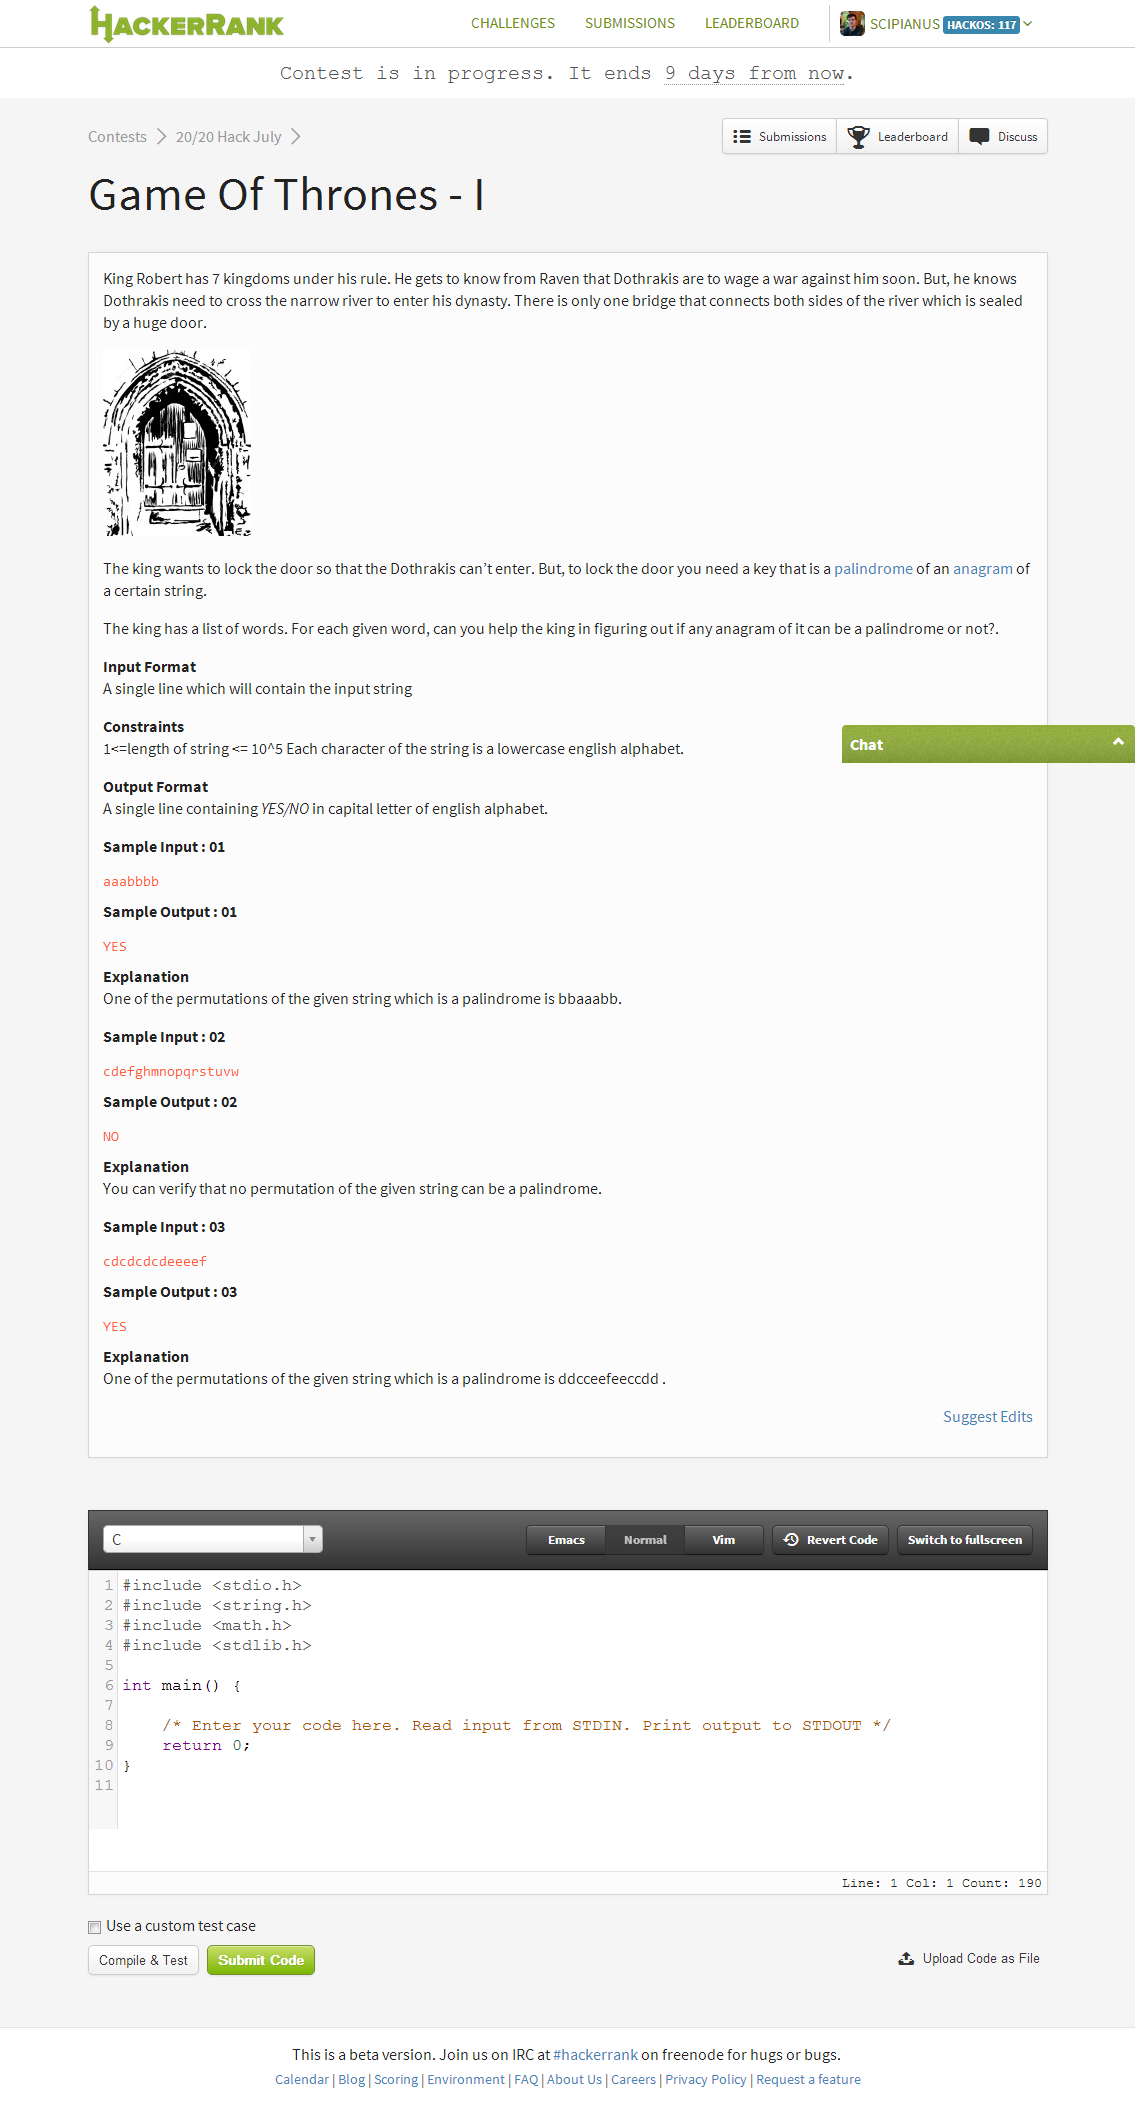 HACKERRANK
CHALLENGES SUBMISSIONS LEADERBOARD SCIPIANUS HACKOS: 117
Contest is in progress. It ends 9 days from now.
Contests 20/20 Hack July
Submissions Leaderboard Discuss
Game Of Thrones - I
King Robert has 7 kingdoms under his rule. He gets to know from Raven that Dothrakis are to wage a war against him soon. But, he knows
Dothrakis need to cross the narrow river to enter his dynasty. There is only one bridge that connects both sides of the river which is sealed
by a huge door.
The king wants to lock the door so that the Dothrakis can’t enter. But, to lock the door you need a key that is a palindrome of an anagram of
a certain string.
The king has a list of words. For each given word, can you help the king in figuring out if any anagram of it can be a palindrome or not?.
Input Format
A single line which will contain the input string
Constraints
1<=length of string <= 10^5 Each character of the string is a lowercase english alphabet.
Chat
Output Format
A single line containing YES/NO in capital letter of english alphabet.
Sample Input : 01
aaabbbb
Sample Output : 01
YES
Explanation
One of the permutations of the given string which is a palindrome is bbaaabb.
Sample Input : 02
cdefghmnopqrstuvw
Sample Output : 02
NO
Explanation
You can verify that no permutation of the given string can be a palindrome.
Sample Input : 03
cdcdcdcdeeeef
Sample Output : 03
YES
Explanation
One of the permutations of the given string which is a palindrome is ddcceefeeccdd .
Suggest Edits
C Emacs Normal Vim Revert Code Switch to fullscreen
1 #include <stdio.h>
2 #include <string.h>
3 #include <math.h>
4 #include <stdlib.h>
5
6 int main() {
7
8 /* Enter your code here. Read input from STDIN. Print output to STDOUT */
9 return 0;
10 }
11
Line: 1 Col: 1 Count: 190
Use a custom test case
Compile & Test Submit Code Upload Code as File
This is a beta version. Join us on IRC at #hackerrank on freenode for hugs or bugs.
Calendar | Blog | Scoring | Environment | FAQ | About Us | Careers | Privacy Policy | Request a feature